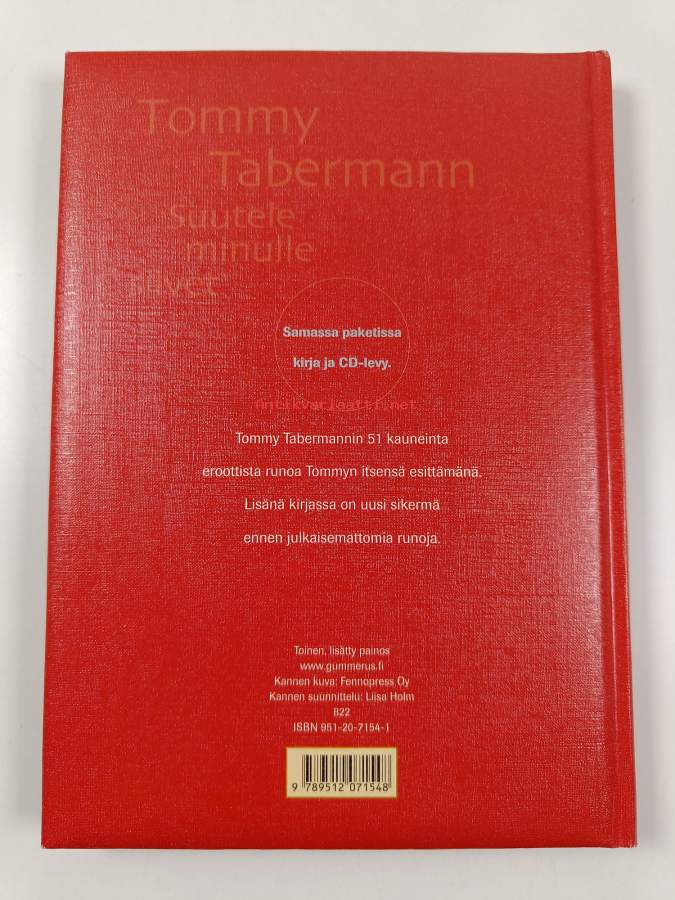 Tommy
Tabermann
Suutele
minulle
siivet
Samassa paketissa
kirja ja CD-levy.
Antikvariaatti.net
Tommy Tabermannin 51 kauneinta
eroottista runoa Tommyn itsensä esittämänä.
Lisänä kirjassa on uusi sikermä
ennen julkaisemattomia runoja.
Toinen, lisätty painos
www.gummerus.fi
Kannen kuva: Fennopress Oy
Kannen suunnittelu: Liisa Holm
822
ISBN 951-20-7154-1
9 789512 071548